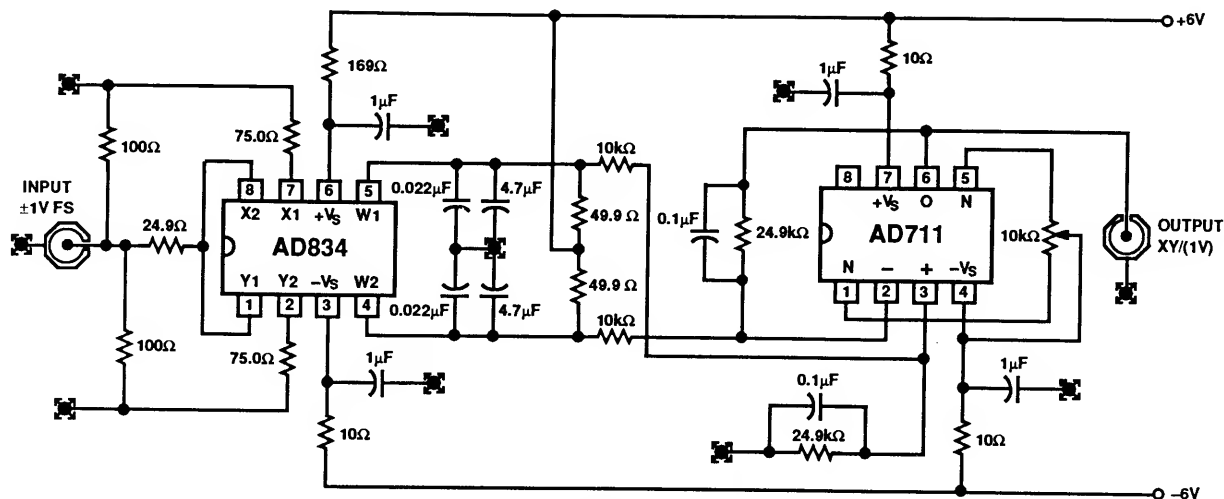 +6V
169Ω
10Ω
1µF
1µF
100Ω
75.0Ω
10kΩ
INPUT
±1V FS
8 7 6 5
X2 X1 +VS W1
AD834
Y1 Y2 –VS W2
1 2 3 4
24.9Ω
0.022µF
4.7µF
0.022µF
4.7µF
49.9 Ω
49.9 Ω
0.1µF
24.9kΩ
8 7 6 5
+VS O N
AD711
N – + –VS
1 2 3 4
10kΩ
OUTPUT
XY/(1V)
100Ω
75.0Ω
10kΩ
1µF
10Ω
0.1µF
24.9kΩ
1µF
10Ω
–6V